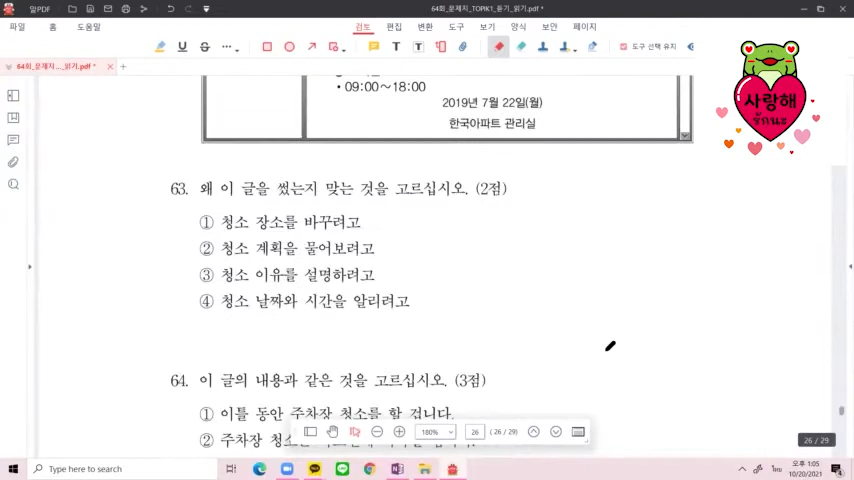 알PDF
64회_문제지_TOPIK1_듣기_읽기.pdf *
파일 홈 도움말 검토 편집 변환 도구 보기 양식 보안 페이지
도구 선택 유지
64회_문제지_TOPIK1_..._읽기.pdf *
사랑해
• 09:00～18:00
2019년 7월 22일(월)
한국아파트 관리실
63. 왜 이 글을 썼는지 맞는 것을 고르십시오. (2점)
① 청소 장소를 바꾸려고
② 청소 계획을 물어보려고
③ 청소 이유를 설명하려고
④ 청소 날짜와 시간을 알리려고
64. 이 글의 내용과 같은 것을 고르십시오. (3점)
① 이틀 동안 주차장 청소를 할 겁니다.
② 주차장 청소
180% 26 (26 / 29)
26 / 29
Type here to search
ไทย
오후 1:05
10/20/2021